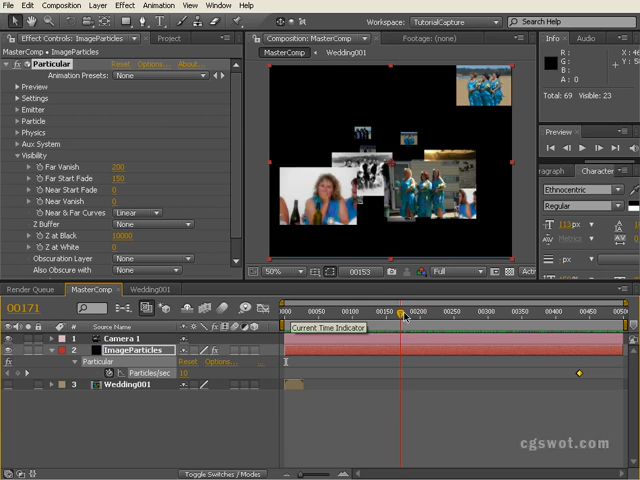 File Edit Composition Layer Effect Animation View Window Help
Workspace: TutorialCapture Search Help
Effect Controls: ImageParticles Project
MasterComp • ImageParticles
fx Particular Reset Options... About...
Animation Presets: None
Preview
Settings
Emitter
Particle
Physics
Aux System
Visibility
Far Vanish 200
Far Start Fade 150
Near Start Fade 0
Near Vanish 0
Near & Far Curves Linear
Z Buffer None
Z at Black 10000
Z at White 0
Obscuration Layer None
Also Obscure with None
Composition: MasterComp Footage: (none)
MasterComp Wedding001
50% 00153 Full
Info Audio
R :
G :
B :
A : 0
Total: 69 Visible: 23
Preview
Character
Ethnocentric
Regular
113 px
Metrics
- px
Render Queue MasterComp Wedding001
00171
00050 00100 00150 00200 00250 00300 00350 00400 00450
Current Time Indicator
# Source Name
1 Camera 1
2 ImageParticles
fx Particular Reset Options...
Particles/sec 10
3 Wedding001
Toggle Switches / Modes
cgswot.com